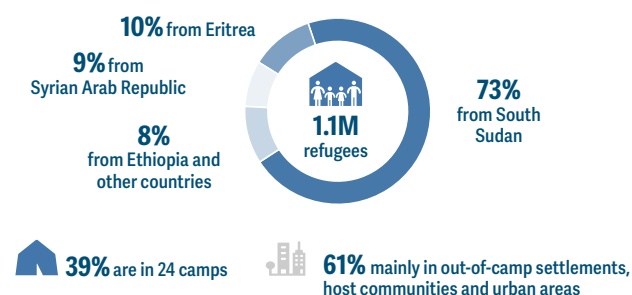 10% from Eritrea
9% from
Syrian Arab Republic
8%
from Ethiopia and
other countries
1.1M
refugees
73%
from South
Sudan
39% are in 24 camps
61% mainly in out-of-camp settlements,
host communities and urban areas